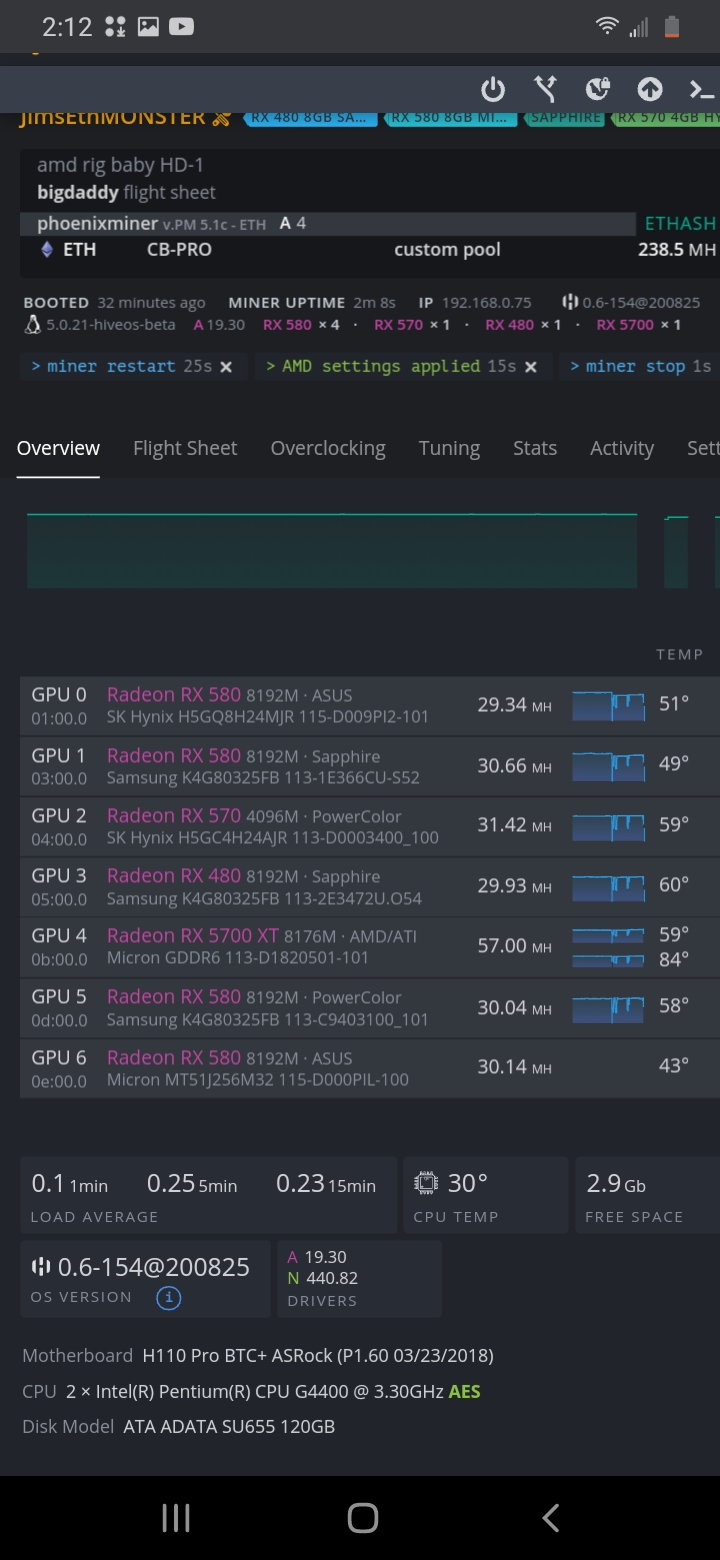 2:12
JimsEthMONSTER RX 480 8GB SA... RX 580 8GB MI... SAPPHIRE RX 570 4GB HY
amd rig baby HD-1
bigdaddy flight sheet
phoenixminer v.PM 5.1c - ETH A 4 ETHASH
ETH CB-PRO custom pool 238.5 MH
BOOTED 32 minutes ago MINER UPTIME 2m 8s IP 192.168.0.75 0.6-154@200825
5.0.21-hiveos-beta A 19.30 RX 580 × 4 · RX 570 × 1 · RX 480 × 1 · RX 5700 × 1
> miner restart 25s × > AMD settings applied 15s × > miner stop 1s
Overview Flight Sheet Overclocking Tuning Stats Activity Sett
TEMP
GPU 0 Radeon RX 580 8192M · ASUS 29.34 MH 51°
01:00.0 SK Hynix H5GQ8H24MJR 115-D009PI2-101
GPU 1 Radeon RX 580 8192M · Sapphire 30.66 MH 49°
03:00.0 Samsung K4G80325FB 113-1E366CU-S52
GPU 2 Radeon RX 570 4096M · PowerColor 31.42 MH 59°
04:00.0 SK Hynix H5GC4H24AJR 113-D0003400_100
GPU 3 Radeon RX 480 8192M · Sapphire 29.93 MH 60°
05:00.0 Samsung K4G80325FB 113-2E3472U.O54
GPU 4 Radeon RX 5700 XT 8176M · AMD/ATI 57.00 MH 59°
0b:00.0 Micron GDDR6 113-D1820501-101 84°
GPU 5 Radeon RX 580 8192M · PowerColor 30.04 MH 58°
0d:00.0 Samsung K4G80325FB 113-C9403100_101
GPU 6 Radeon RX 580 8192M · ASUS 30.14 MH 43°
0e:00.0 Micron MT51J256M32 115-D000PIL-100
0.1 1min 0.25 5min 0.23 15min 30° 2.9 Gb
LOAD AVERAGE CPU TEMP FREE SPACE
0.6-154@200825 A 19.30
N 440.82
OS VERSION i DRIVERS
Motherboard H110 Pro BTC+ ASRock (P1.60 03/23/2018)
CPU 2 × Intel(R) Pentium(R) CPU G4400 @ 3.30GHz AES
Disk Model ATA ADATA SU655 120GB